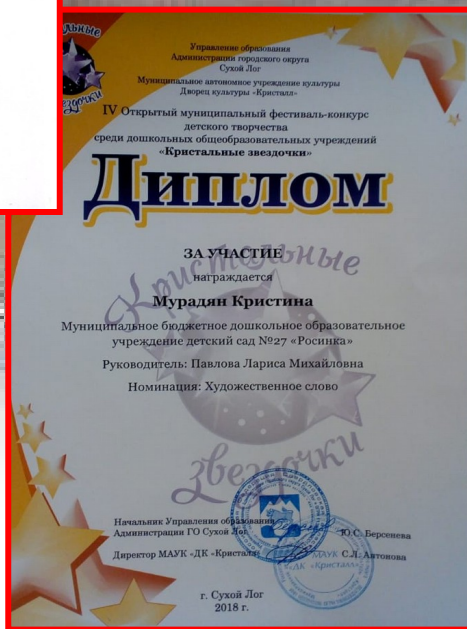 Управление образования
Администрации городского округа
Сухой Лог
Муниципальное автономное учреждение культуры
Дворец культуры «Кристалл»
IV Открытый муниципальный фестиваль-конкурс
детского творчества
среди дошкольных общеобразовательных учреждений
«Кристальные звездочки»
Диплом
ЗА УЧАСТИЕ
награждается
Мурадян Кристина
Муниципальное бюджетное дошкольное образовательное
учреждение детский сад №27 «Росинка»
Руководитель: Павлова Лариса Михайловна
Номинация: Художественное слово
Кристальные
звездочки
Начальник Управления образования
Администрации ГО Сухой Лог Ю.С. Берсенева
Директор МАУК «ДК «Кристалл» С.Л. Антонова
МАУК
«ДК «Кристалл»
г. Сухой Лог
2018 г.